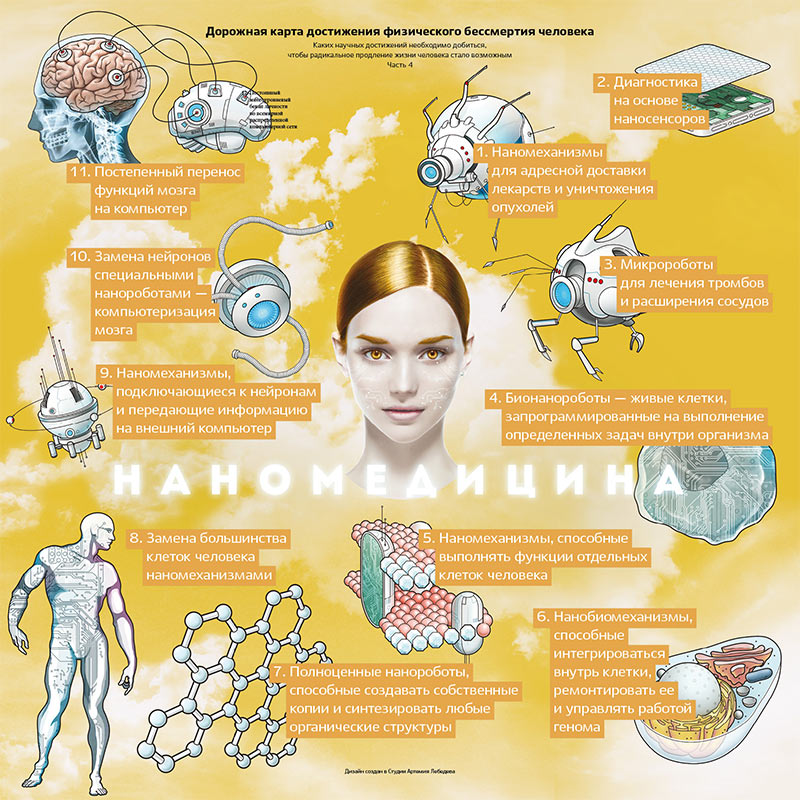 Дорожная карта достижения физического бессмертия человека
Каких научных достижений необходимо добиться,
чтобы радикальное продление жизни человека стало возможным
Часть 4
1. Наномеханизмы
для адресной доставки
лекарств и уничтожения
опухолей
2. Диагностика
на основе
наносенсоров
3. Микророботы
для лечения тромбов
и расширения сосудов
4. Бионанороботы — живые клетки,
запрограммированные на выполнение
определенных задач внутри организма
НАНОМЕДИЦИНА
5. Наномеханизмы, способные
выполнять функции отдельных
клеток человека
6. Нанобиомеханизмы,
способные
интегрироваться
внутрь клетки,
ремонтировать ее
и управлять работой
генома
7. Полноценные нанороботы,
способные создавать собственные
копии и синтезировать любые
органические структуры
8. Замена большинства
клеток человека
наномеханизмами
9. Наномеханизмы,
подключающиеся к нейронам
и передающие информацию
на внешний компьютер
10. Замена нейронов
специальными
нанороботами —
компьютеризация
мозга
11. Постепенный перенос
функций мозга
на компьютер
Постоянный
бекап личности
во всемирной
распределенной
компьютерной сети
Дизайн создан в Студии Артемия Лебедева